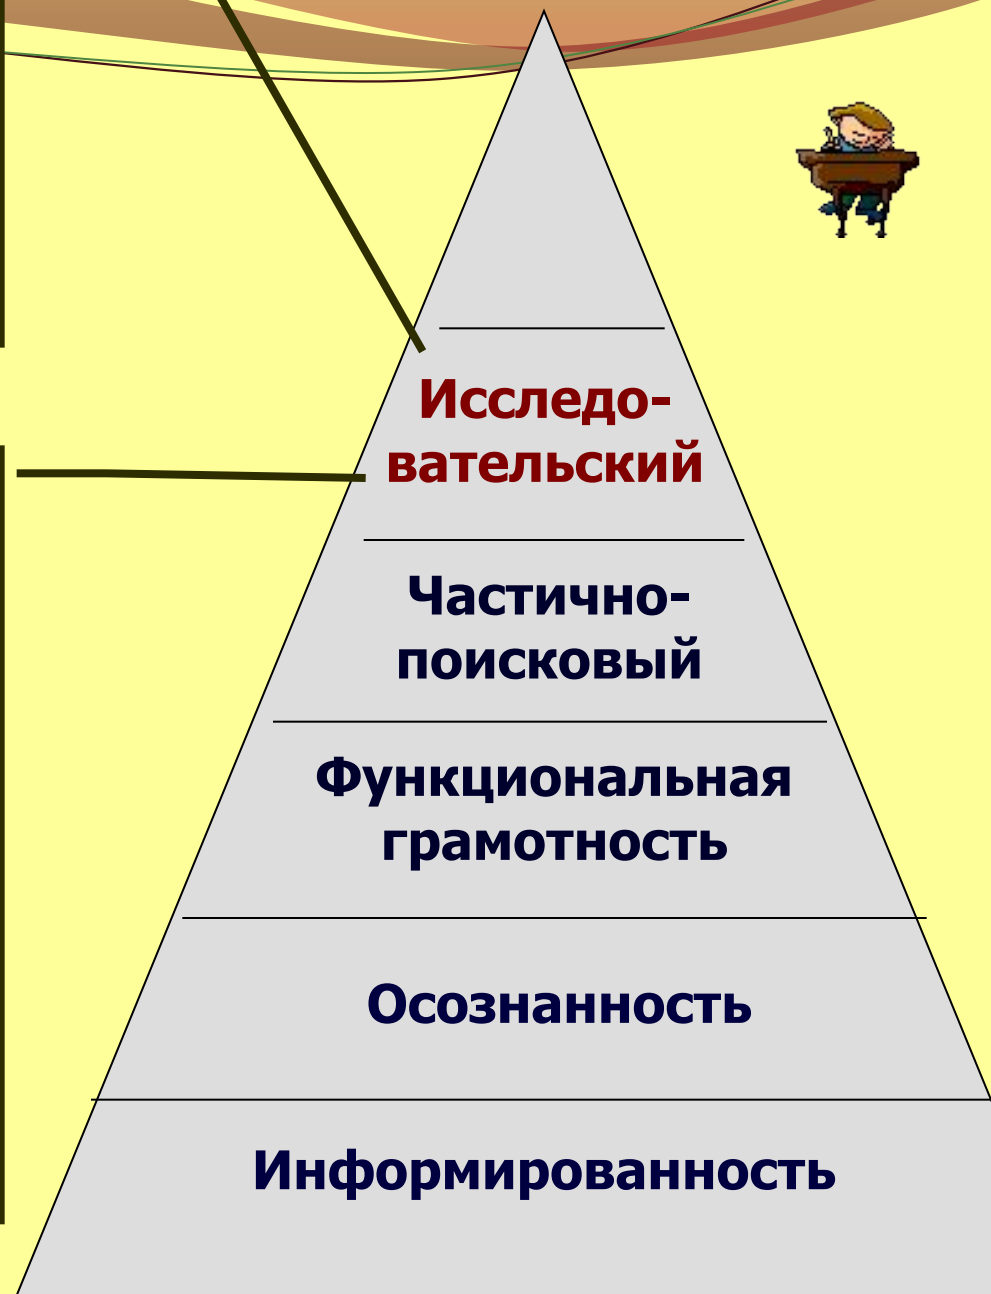 Исследо-
вательский
Частично-
поисковый
Функциональная
грамотность
Осознанность
Информированность